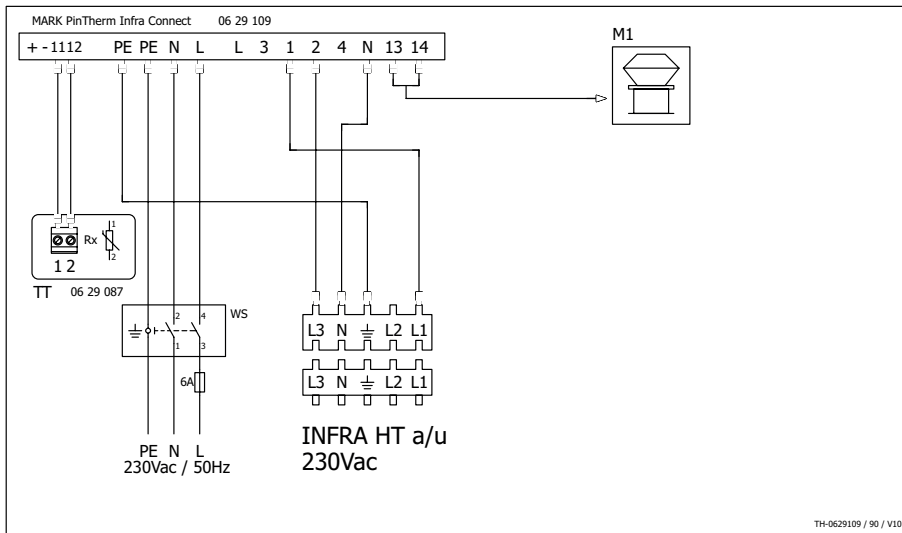 MARK PinTherm Infra Connect 06 29 109
+ - 11 12 PE PE N L L 3 1 2 4 N 13 14
M1
Rx 1 2
1 2
TT 06 29 087
WS
2 4
1 3
6A
PE N L
230Vac / 50Hz
L3 N L2 L1
L3 N L2 L1
INFRA HT a/u
230Vac
TH-0629109 / 90 / V10